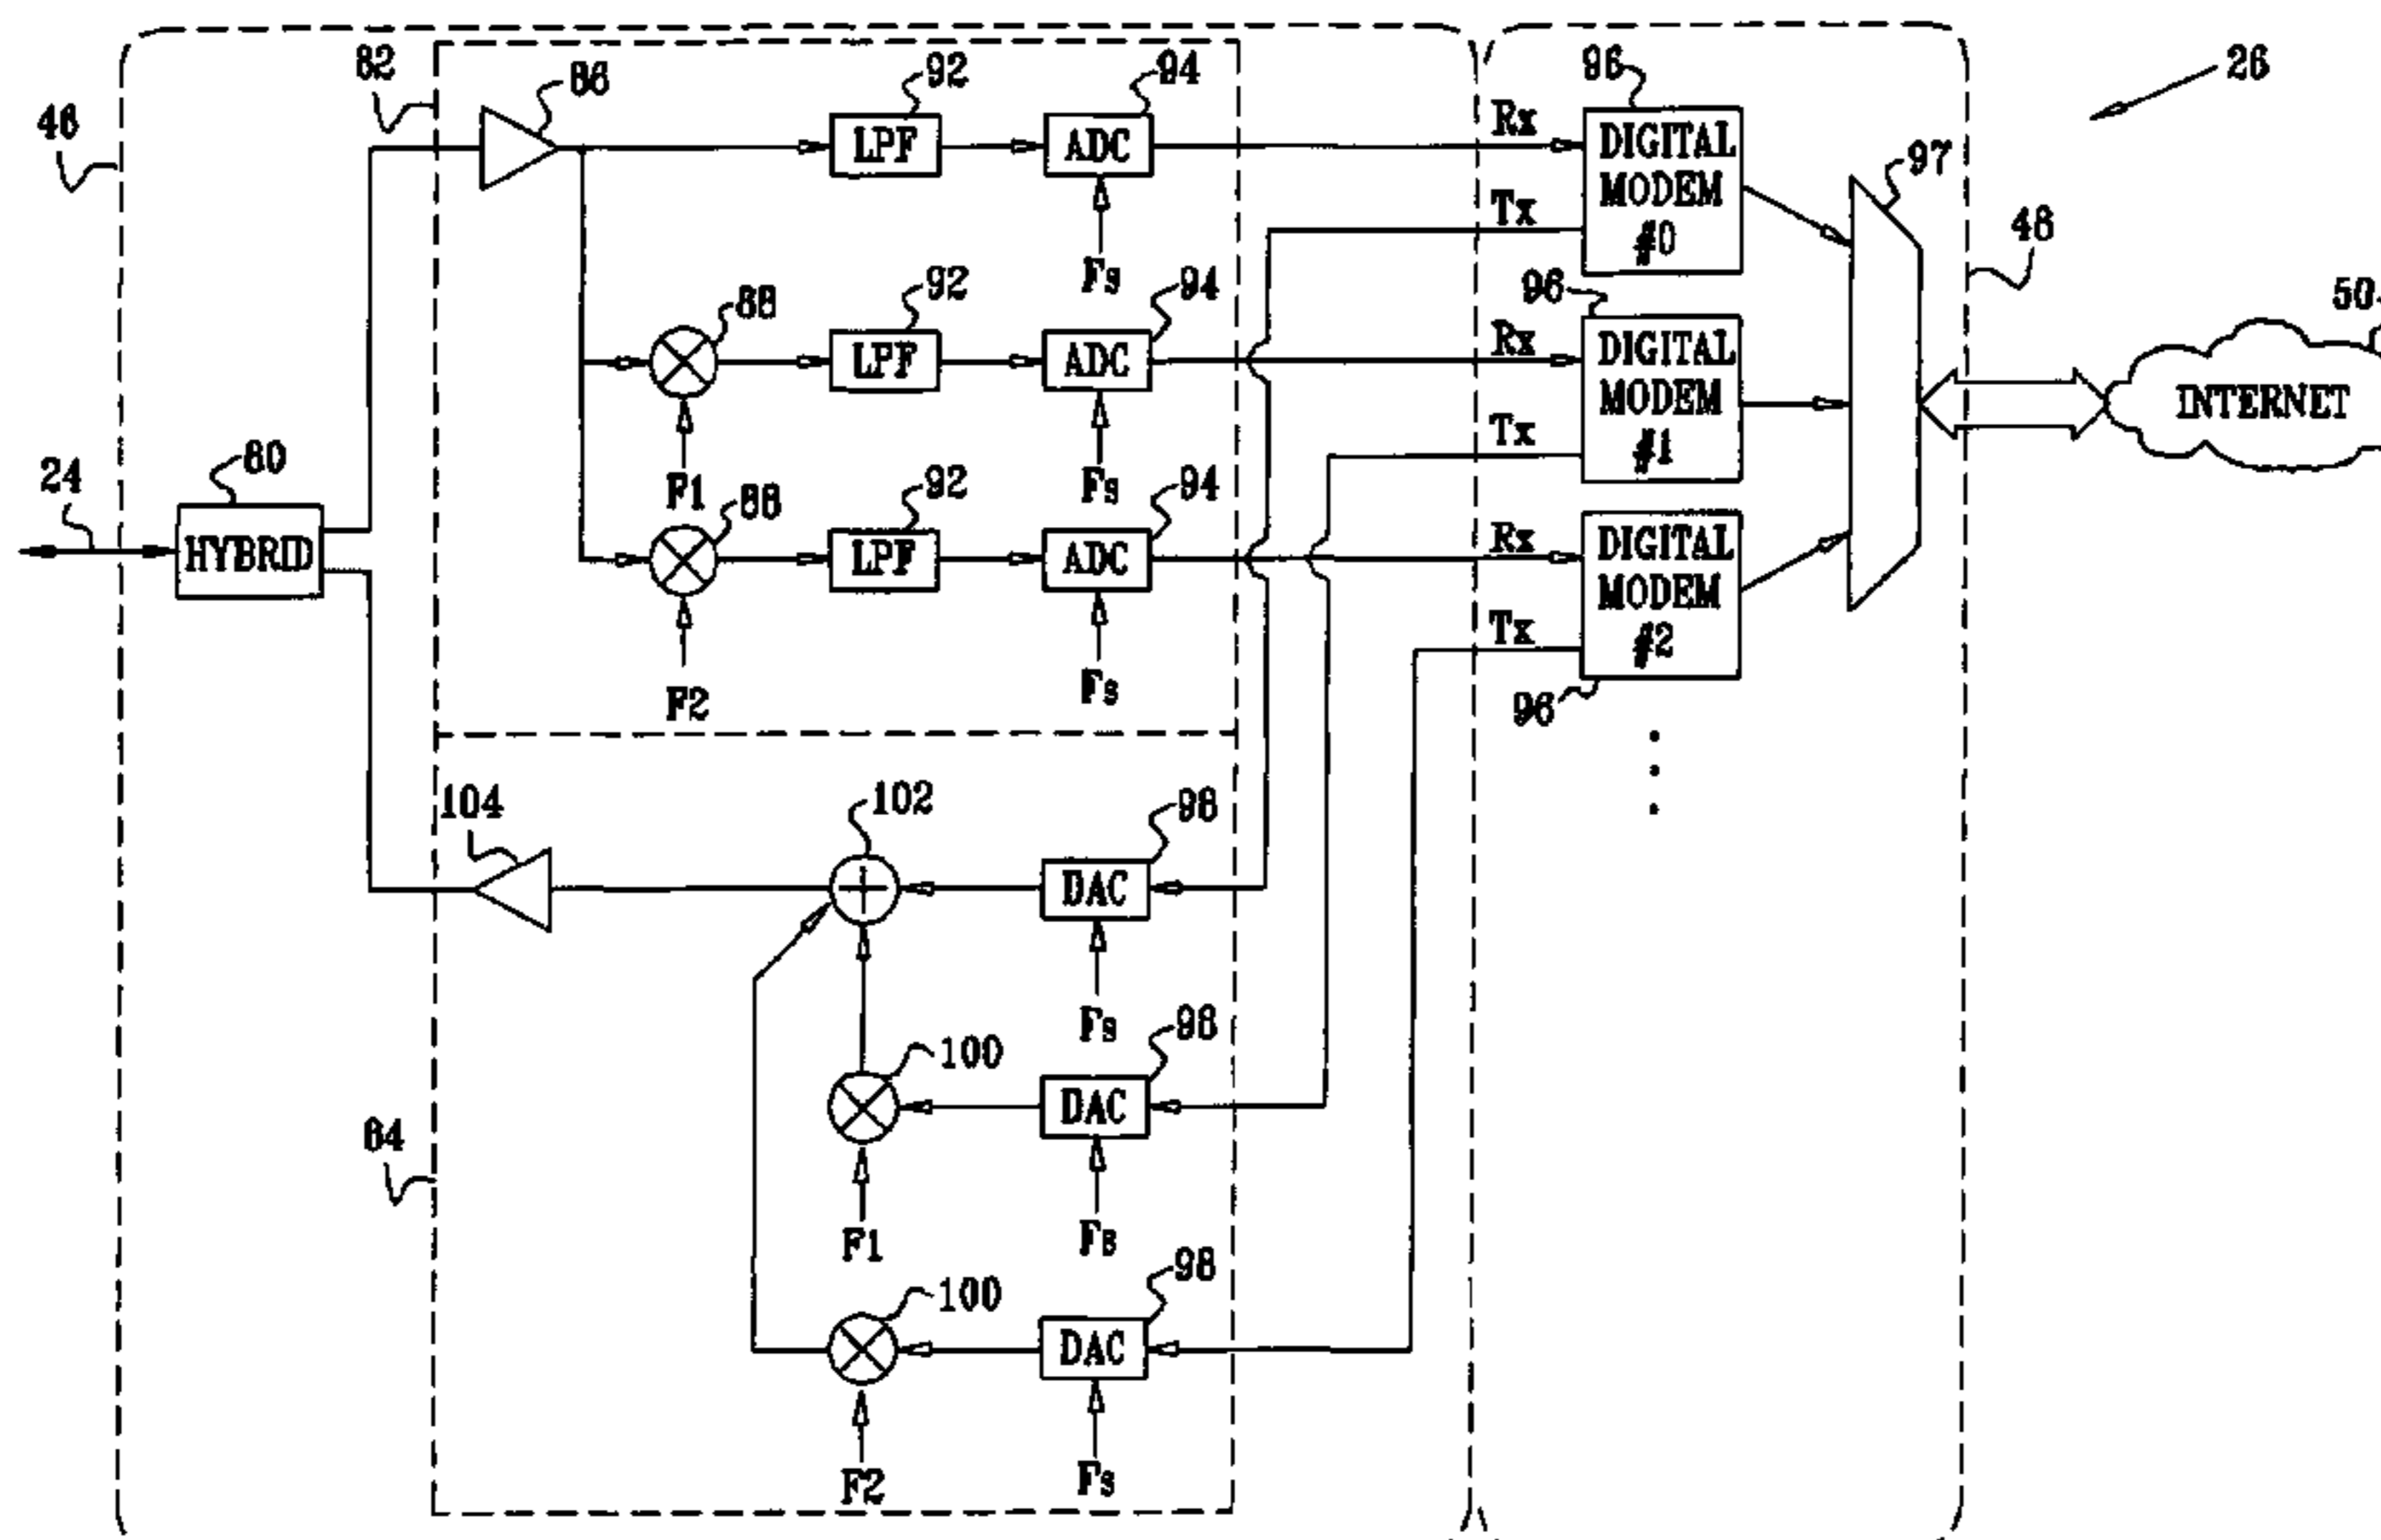 82
86
92
94
96
26
46
LPF
ADC
Rx
DIGITAL
MODEM
#0
97
Tx
Fs
48
88
92
94
96
50
LPF
ADC
Rx
DIGITAL
MODEM
#1
INTERNET
Tx
F1
Fs
24
80
HYBRID
88
92
94
LPF
ADC
Rx
DIGITAL
MODEM
#2
Tx
F2
Fs
96
104
102
98
DAC
Fs
84
100
98
DAC
F1
Fs
100
98
DAC
F2
Fs